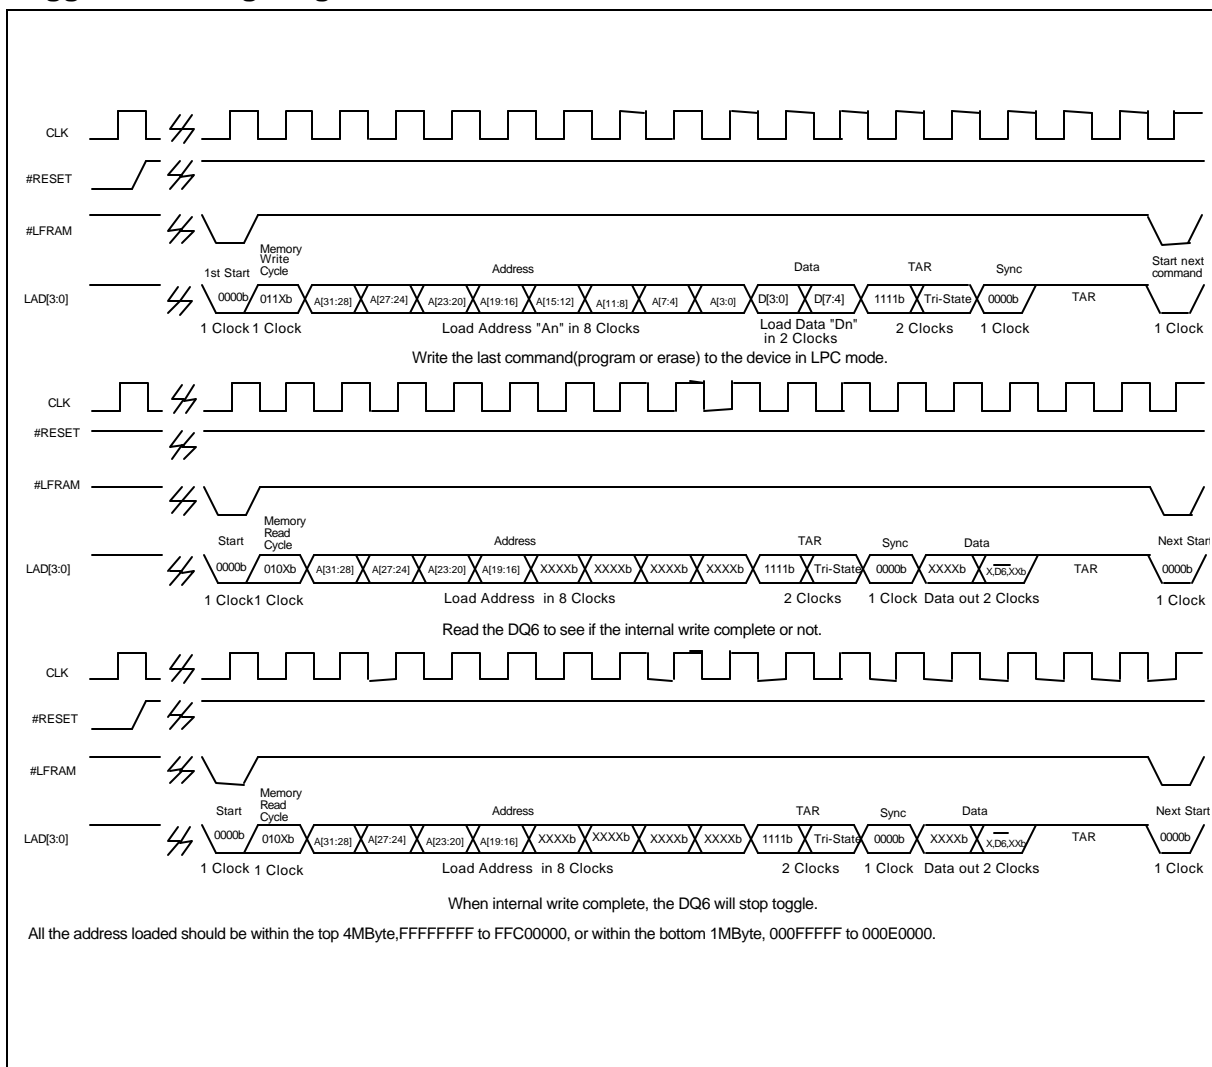 CLK
#RESET
#LFRAM
Memory
Write
Cycle
1st Start
Address
Data
TAR
Sync
Start next
command
LAD[3:0]
0000b 011Xb A[31:28] A[27:24] A[23:20] A[19:16] A[15:12] A[11:8] A[7:4] A[3:0] D[3:0] D[7:4] 1111b Tri-State 0000b TAR
1 Clock 1 Clock Load Address "An" in 8 Clocks Load Data "Dn"
in 2 Clocks
2 Clocks 1 Clock 1 Clock
Write the last command(program or erase) to the device in LPC mode.
CLK
#RESET
#LFRAM
Memory
Read
Cycle
Start Address TAR Sync Data Next Start
LAD[3:0]
0000b 010Xb A[31:28] A[27:24] A[23:20] A[19:16] XXXXb XXXXb XXXXb XXXXb 1111b Tri-State 0000b XXXXb X,D6,XXb TAR 0000b
1 Clock 1 Clock Load Address in 8 Clocks 2 Clocks 1 Clock Data out 2 Clocks 1 Clock
Read the DQ6 to see if the internal write complete or not.
CLK
#RESET
#LFRAM
Memory
Read
Cycle
Start Address TAR Sync Data Next Start
LAD[3:0]
0000b 010Xb A[31:28] A[27:24] A[23:20] A[19:16] XXXXb XXXXb XXXXb XXXXb 1111b Tri-State 0000b XXXXb X,D6,XXb TAR 0000b
1 Clock 1 Clock Load Address in 8 Clocks 2 Clocks 1 Clock Data out 2 Clocks 1 Clock
When internal write complete, the DQ6 will stop toggle.
All the address loaded should be within the top 4MByte,FFFFFFFF to FFC00000, or within the bottom 1MByte, 000FFFFF to 000E0000.